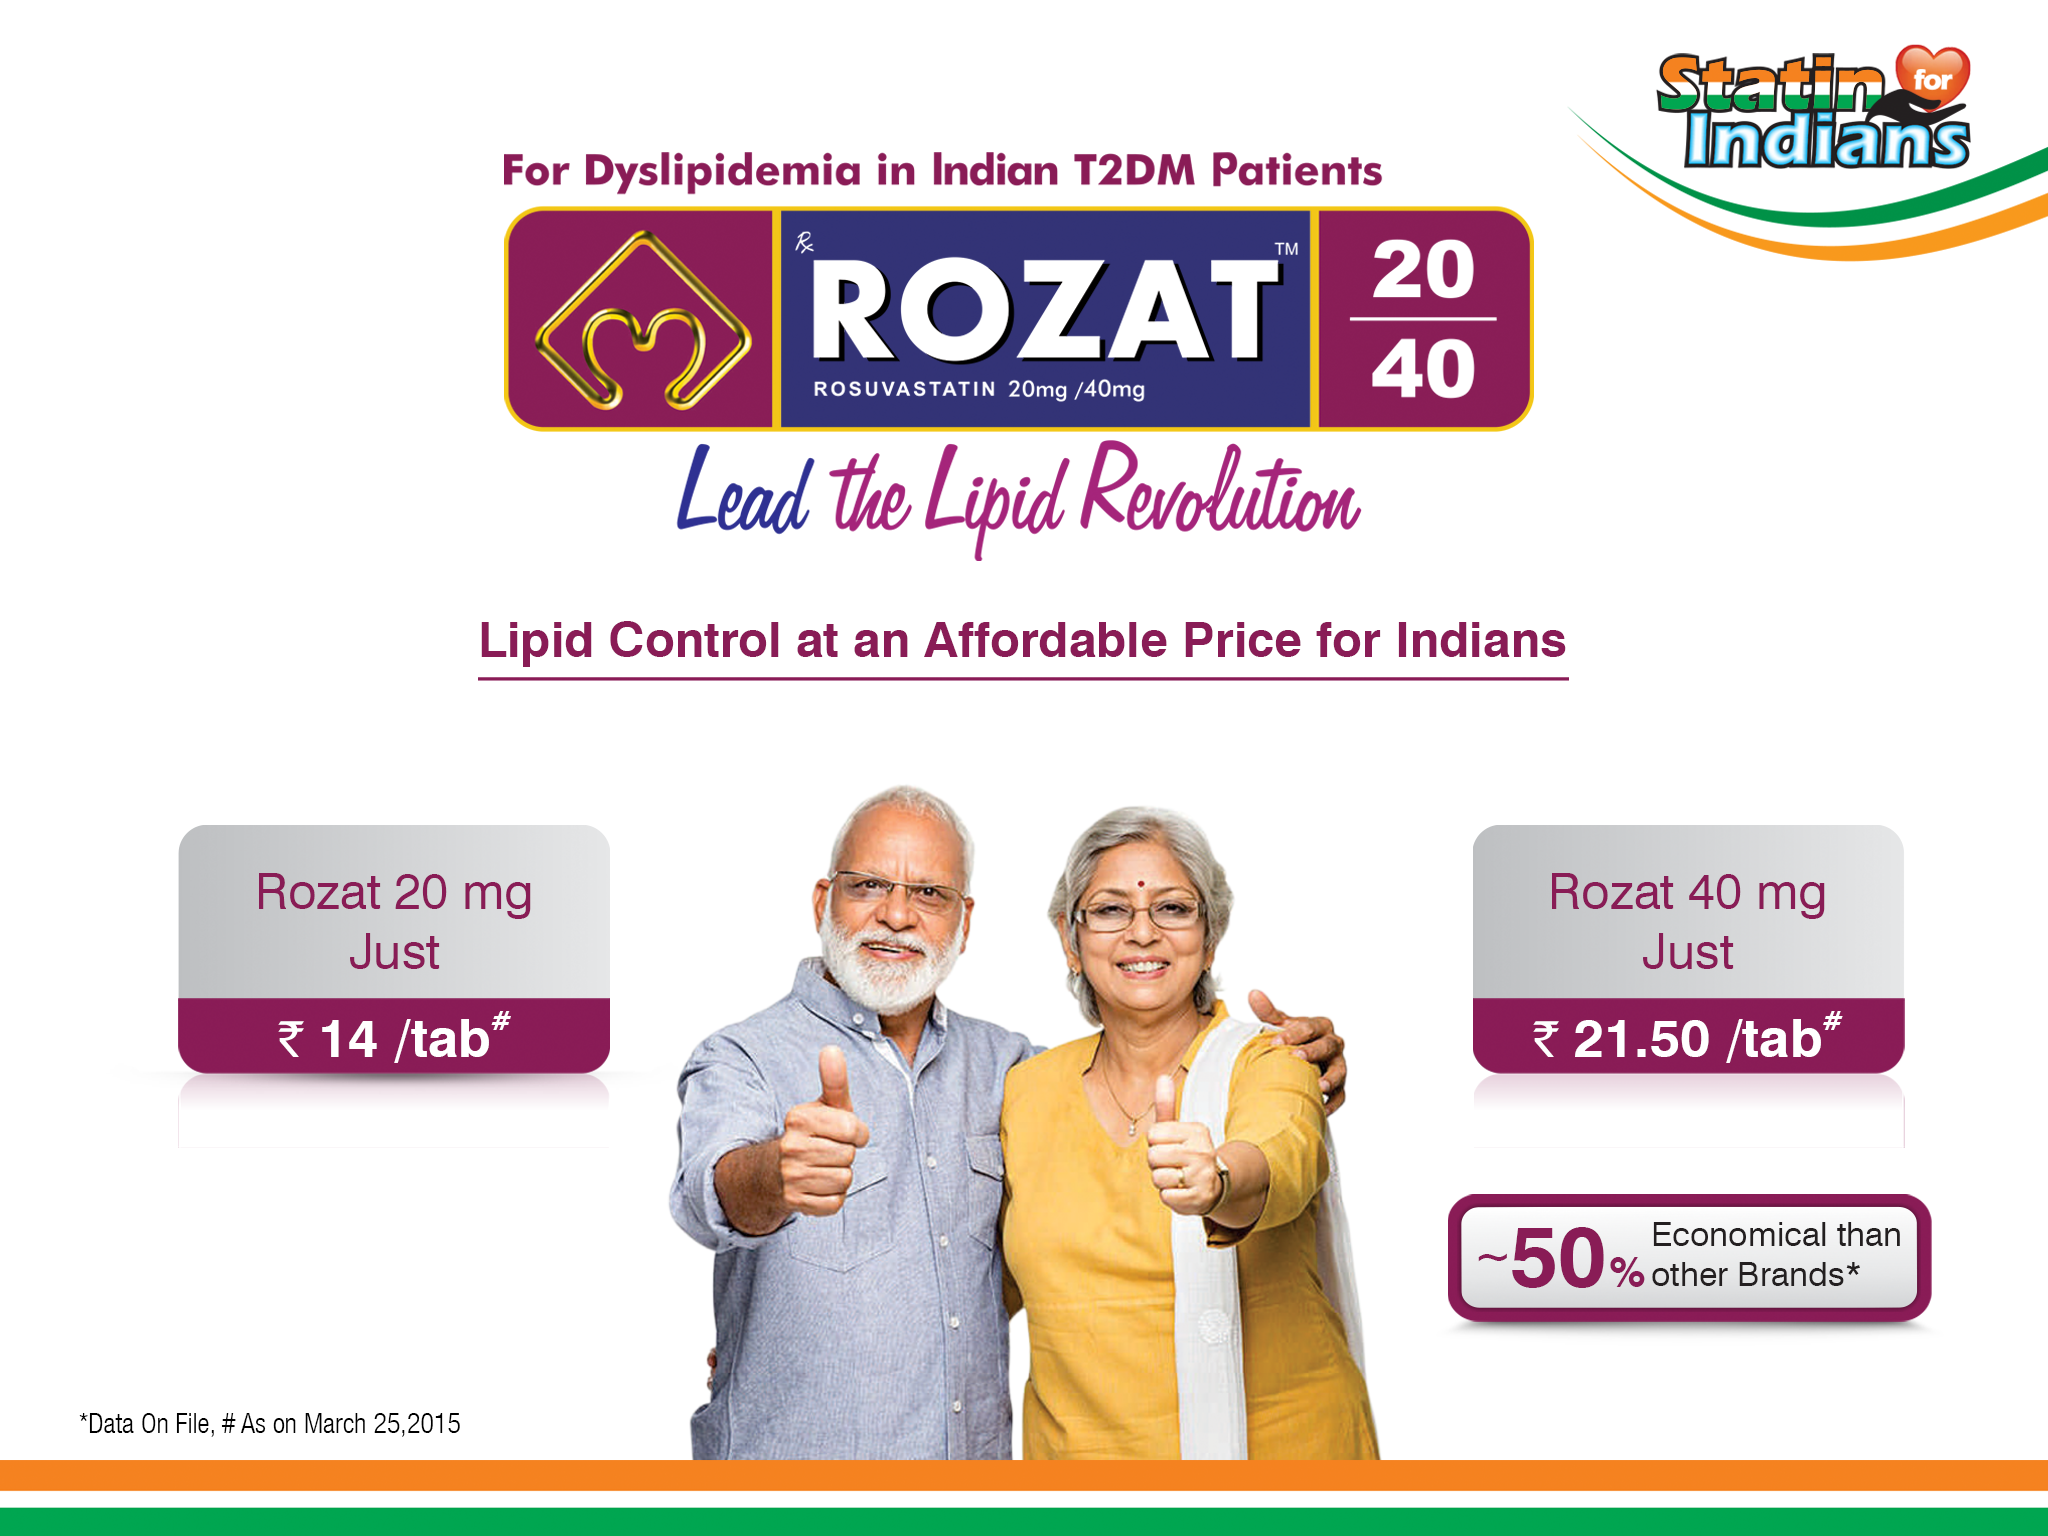 Statin for
Indians
For Dyslipidemia in Indian T2DM Patients
Rx ROZAT™
ROSUVASTATIN 20mg /40mg
20
40
Lead the Lipid Revolution
Lipid Control at an Affordable Price for Indians
Rozat 20 mg
Just
₹ 14 /tab#
Rozat 40 mg
Just
₹ 21.50 /tab#
~50% Economical than
other Brands*
*Data On File, # As on March 25,2015